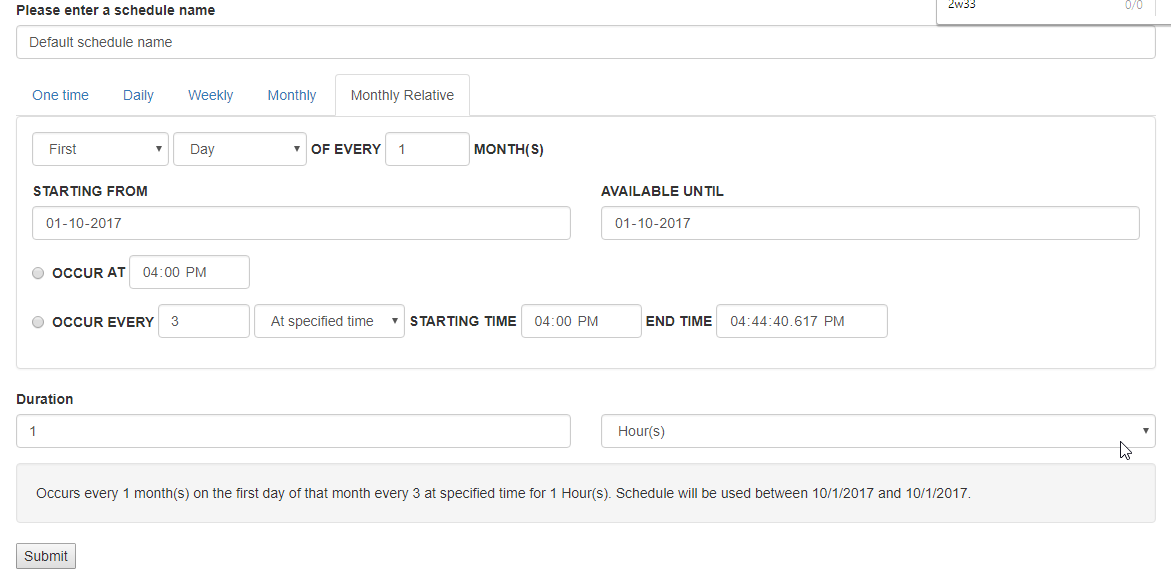 Please enter a schedule name
2w33 0/0
Default schedule name
One time Daily Weekly Monthly Monthly Relative
First Day OF EVERY 1 MONTH(S)
STARTING FROM AVAILABLE UNTIL
01-10-2017 01-10-2017
OCCUR AT 04:00 PM
OCCUR EVERY 3 At specified time STARTING TIME 04:00 PM END TIME 04:44:40.617 PM
Duration
1 Hour(s)
Occurs every 1 month(s) on the first day of that month every 3 at specified time for 1 Hour(s). Schedule will be used between 10/1/2017 and 10/1/2017.
Submit